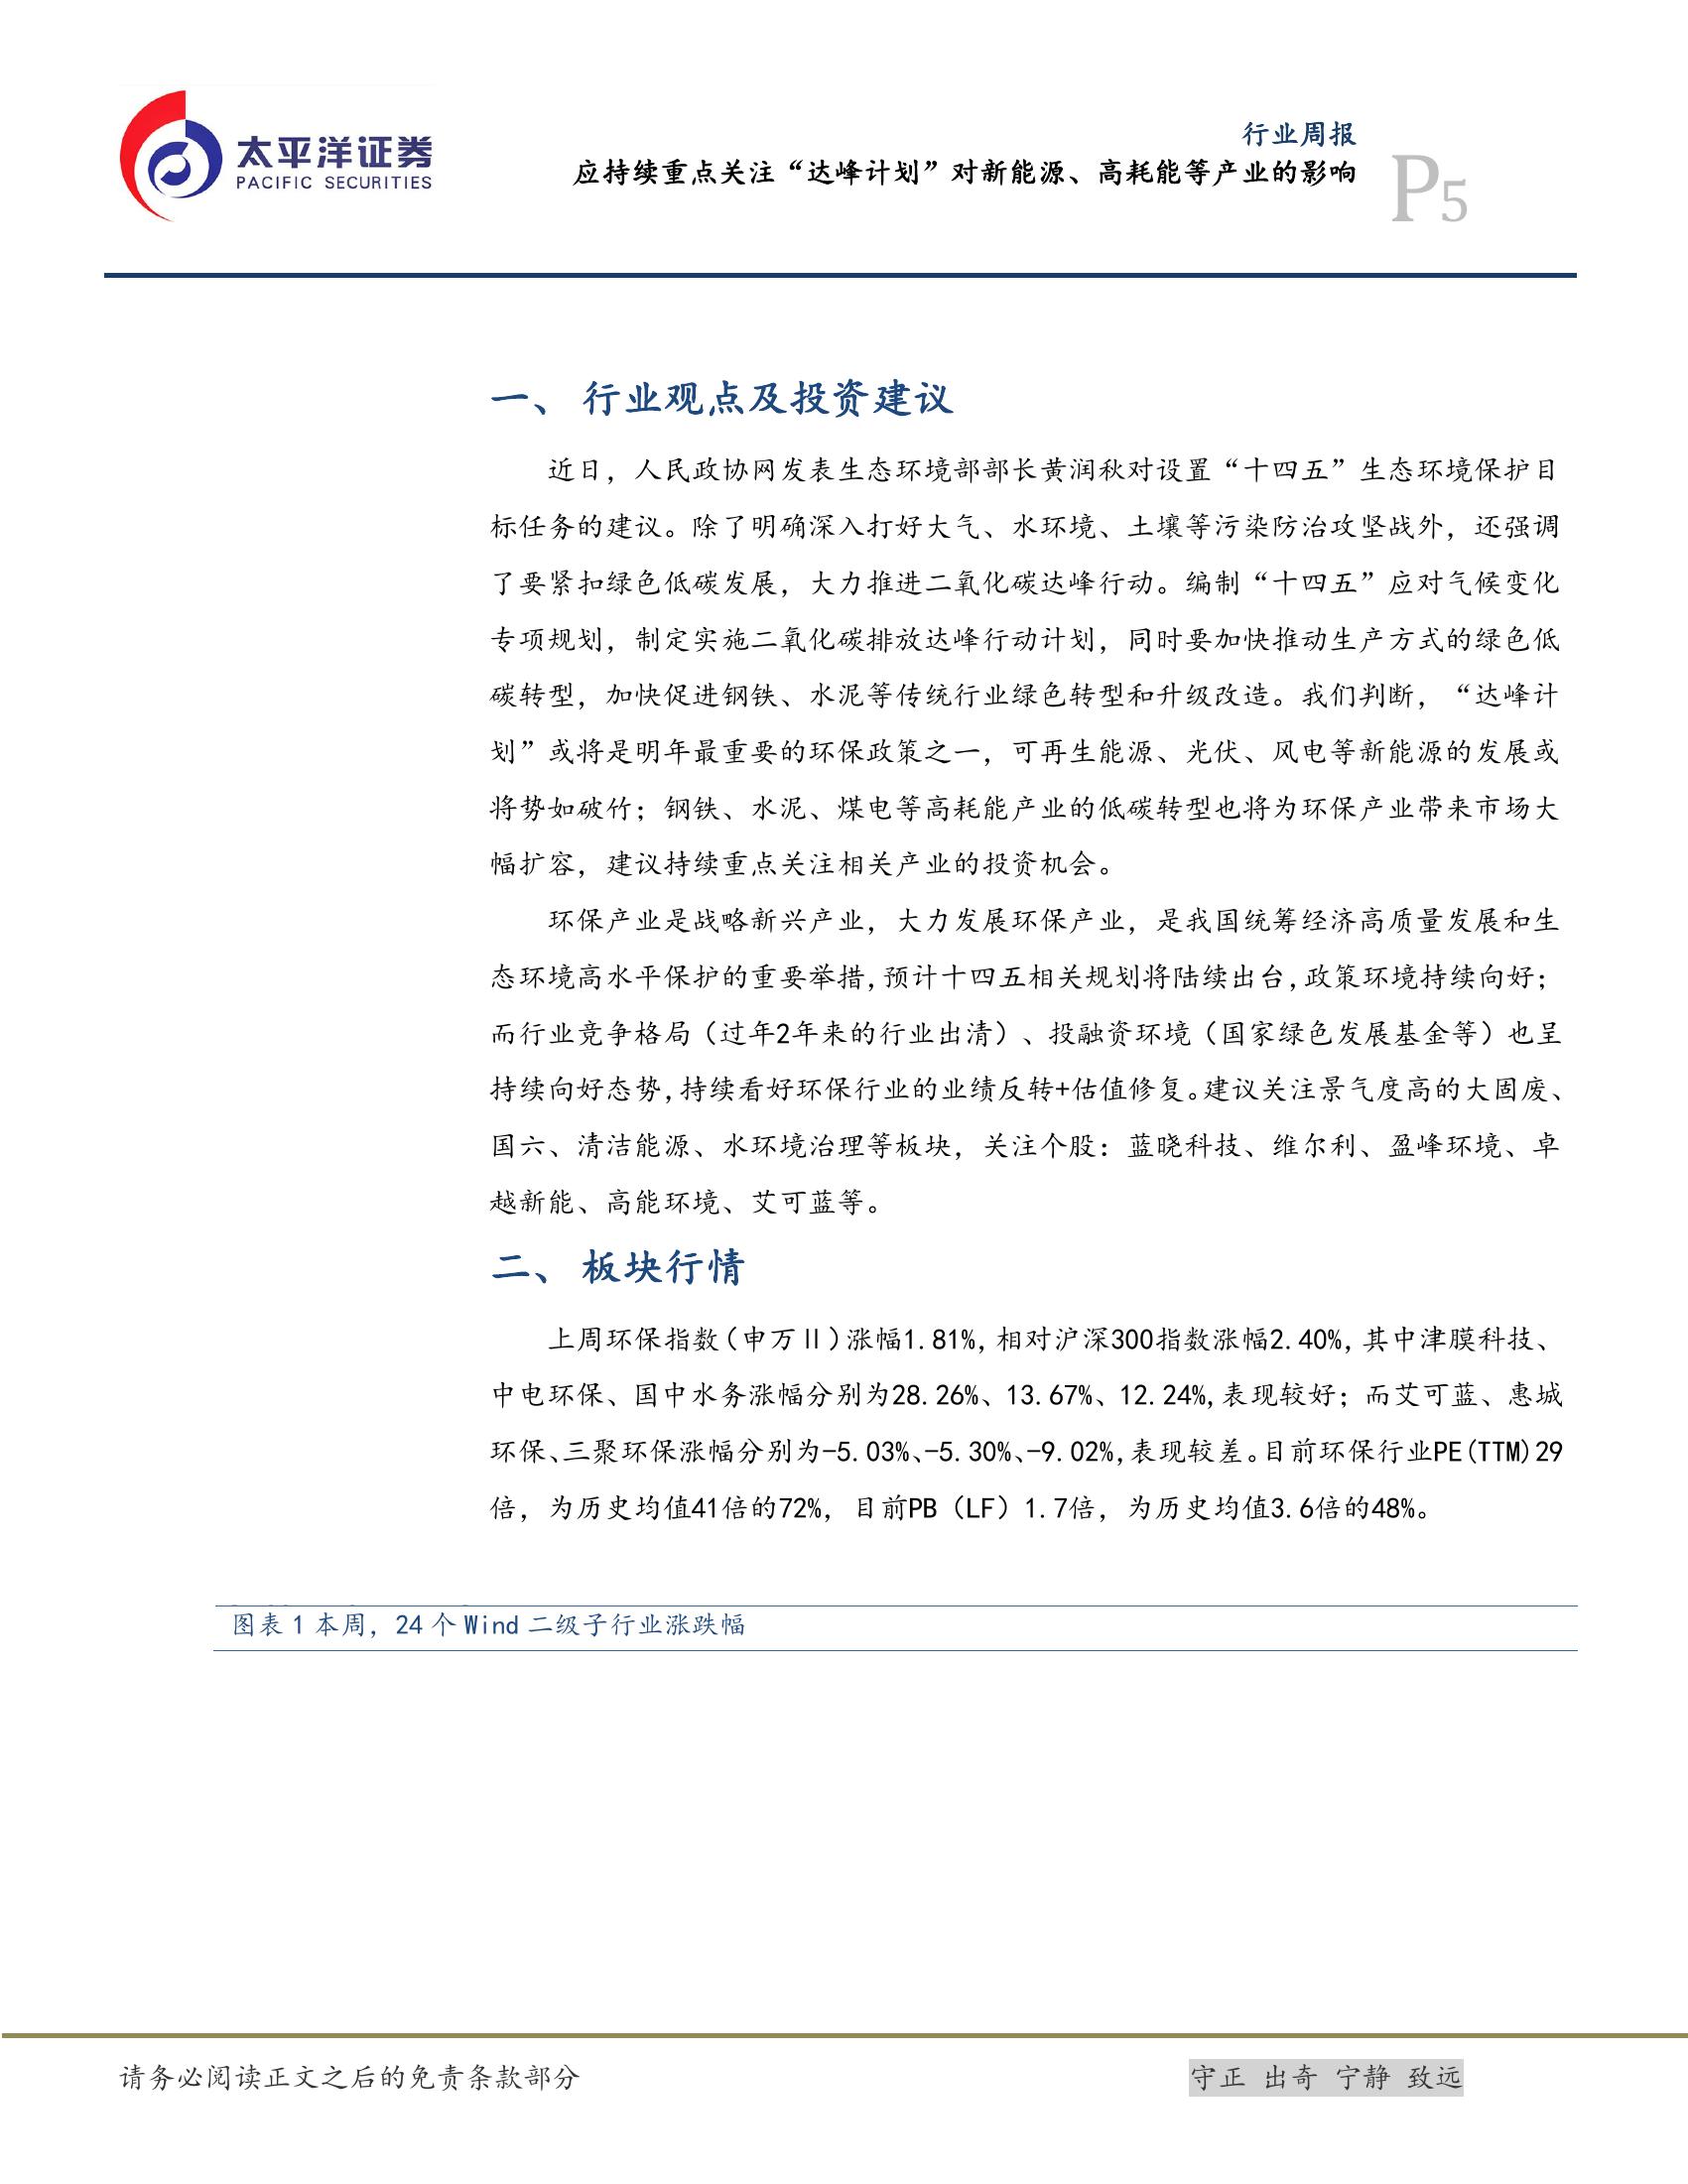 太平洋证券
PACIFIC SECURITIES
行业周报
应持续重点关注“达峰计划”对新能源、高耗能等产业的影响
P5
一、 行业观点及投资建议
近日，人民政协网发表生态环境部部长黄润秋对设置“十四五”生态环境保护目
标任务的建议。除了明确深入打好大气、水环境、土壤等污染防治攻坚战外，还强调
了要紧扣绿色低碳发展，大力推进二氧化碳达峰行动。编制“十四五”应对气候变化
专项规划，制定实施二氧化碳排放达峰行动计划，同时要加快推动生产方式的绿色低
碳转型，加快促进钢铁、水泥等传统行业绿色转型和升级改造。我们判断，“达峰计
划”或将是明年最重要的环保政策之一，可再生能源、光伏、风电等新能源的发展或
将势如破竹；钢铁、水泥、煤电等高耗能产业的低碳转型也将为环保产业带来市场大
幅扩容，建议持续重点关注相关产业的投资机会。
环保产业是战略新兴产业，大力发展环保产业，是我国统筹经济高质量发展和生
态环境高水平保护的重要举措,预计十四五相关规划将陆续出台,政策环境持续向好；
而行业竞争格局（过年2年来的行业出清）、投融资环境（国家绿色发展基金等）也呈
持续向好态势,持续看好环保行业的业绩反转+估值修复。建议关注景气度高的大固废、
国六、清洁能源、水环境治理等板块，关注个股：蓝晓科技、维尔利、盈峰环境、卓
越新能、高能环境、艾可蓝等。
二、 板块行情
上周环保指数(申万Ⅱ)涨幅1.81%,相对沪深300指数涨幅2.40%,其中津膜科技、
中电环保、国中水务涨幅分别为28.26%、13.67%、12.24%,表现较好；而艾可蓝、惠城
环保、三聚环保涨幅分别为-5.03%、-5.30%、-9.02%,表现较差。目前环保行业PE(TTM)29
倍，为历史均值41倍的72%，目前PB（LF）1.7倍，为历史均值3.6倍的48%。
图表 1 本周，24 个 Wind 二级子行业涨跌幅
请务必阅读正文之后的免责条款部分
守正 出奇 宁静 致远